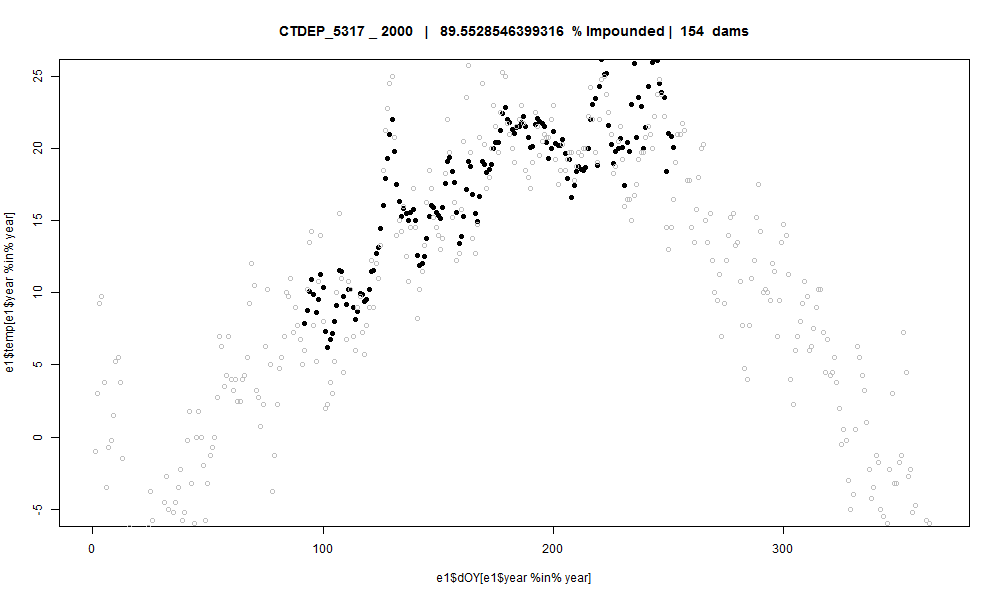 CTDEP_5317 _ 2000 | 89.5528546399316 % Impounded | 154 dams
e1$temp[e1$year %in% year]
25
20
15
10
5
0
-5
0 100 200 300
e1$dOY[e1$year %in% year]